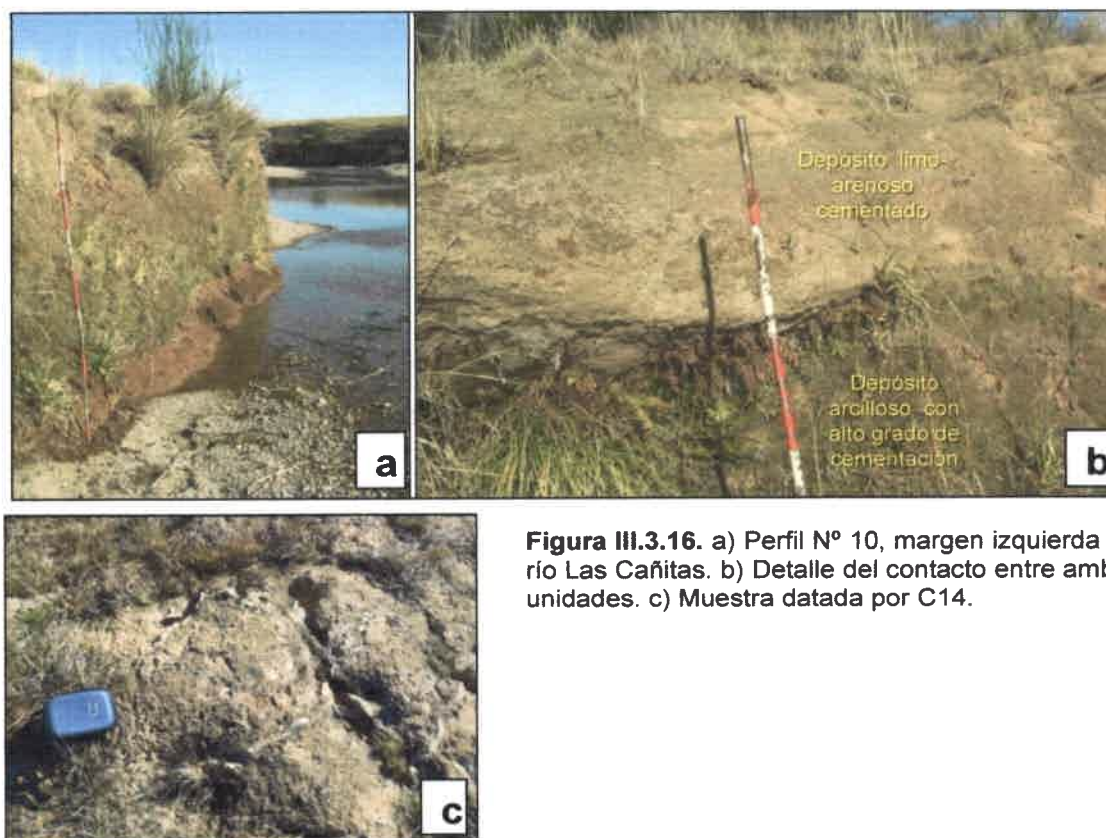 a
Depósito limo-
arenoso
cementado
Depósito
arcilloso con
alto grado de
cementación
b
c
Figura III.3.16. a) Perfil Nº 10, margen izquierda
río Las Cañitas. b) Detalle del contacto entre amb
unidades. c) Muestra datada por C14.